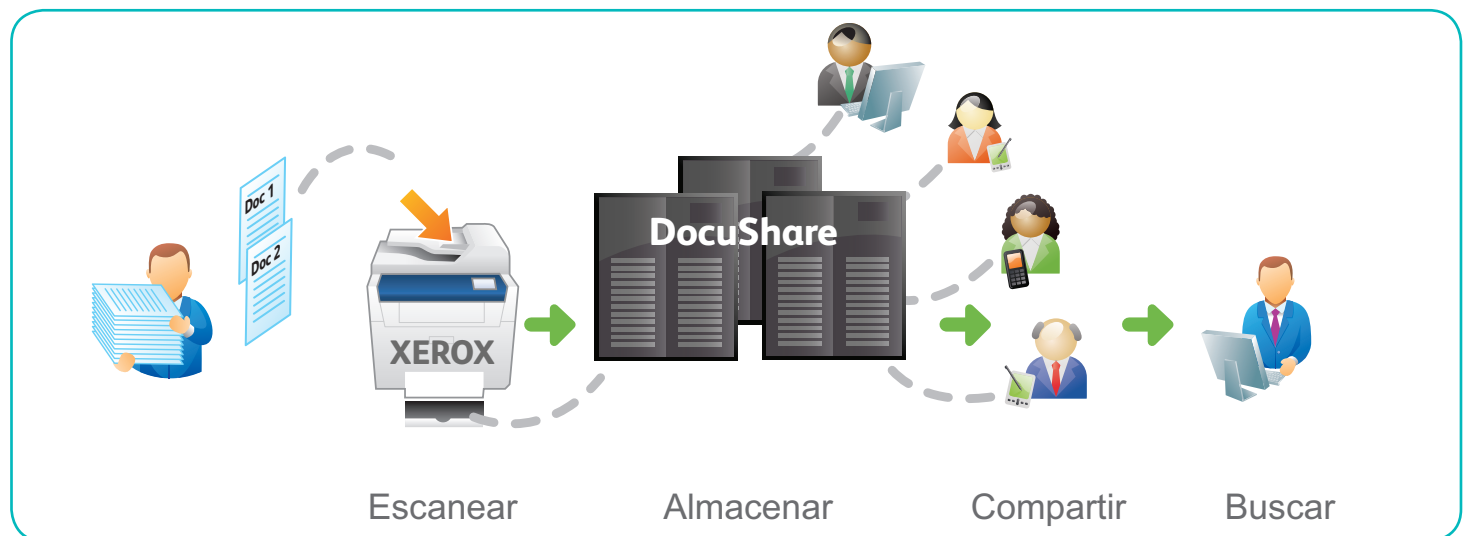 Doc 1
Doc 2
XEROX
DocuShare
Escanear
Almacenar
Compartir
Buscar